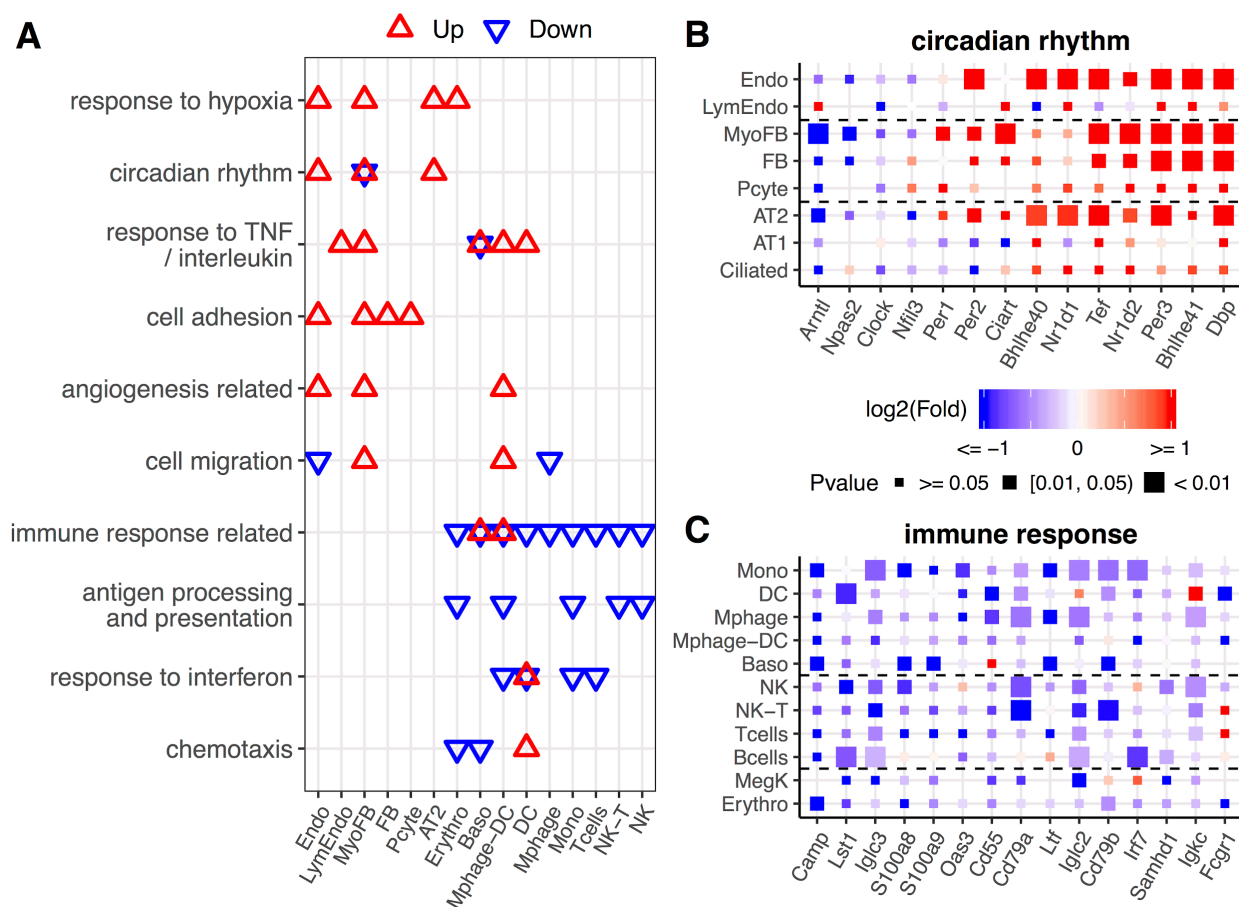 A
Up
Down
response to hypoxia
circadian rhythm
response to TNF
/ interleukin
cell adhesion
angiogenesis related
cell migration
immune response related
antigen processing
and presentation
response to interferon
chemotaxis
Endo
LymEndo
MyoFB
FB
Pcyte
AT2
Erythro
Baso
Mphage-DC
DC
Mphage
Mono
Tcells
NK-T
NK
B
circadian rhythm
Endo
LymEndo
MyoFB
FB
Pcyte
AT2
AT1
Ciliated
Arntl
Npas2
Clock
Nfil3
Per1
Per2
Ciart
Bhlhe40
Nr1d1
Tef
Nr1d2
Per3
Bhlhe41
Dbp
log2(Fold)
<= −1 0 >= 1
Pvalue >= 0.05 [0.01, 0.05) < 0.01
C
immune response
Mono
DC
Mphage
Mphage−DC
Baso
NK
NK−T
Tcells
Bcells
MegK
Erythro
Camp
Lst1
Iglc3
S100a8
S100a9
Oas3
Cd55
Cd79a
Ltf
Iglc2
Cd79b
Irf7
Samhd1
Igkc
Fcgr1